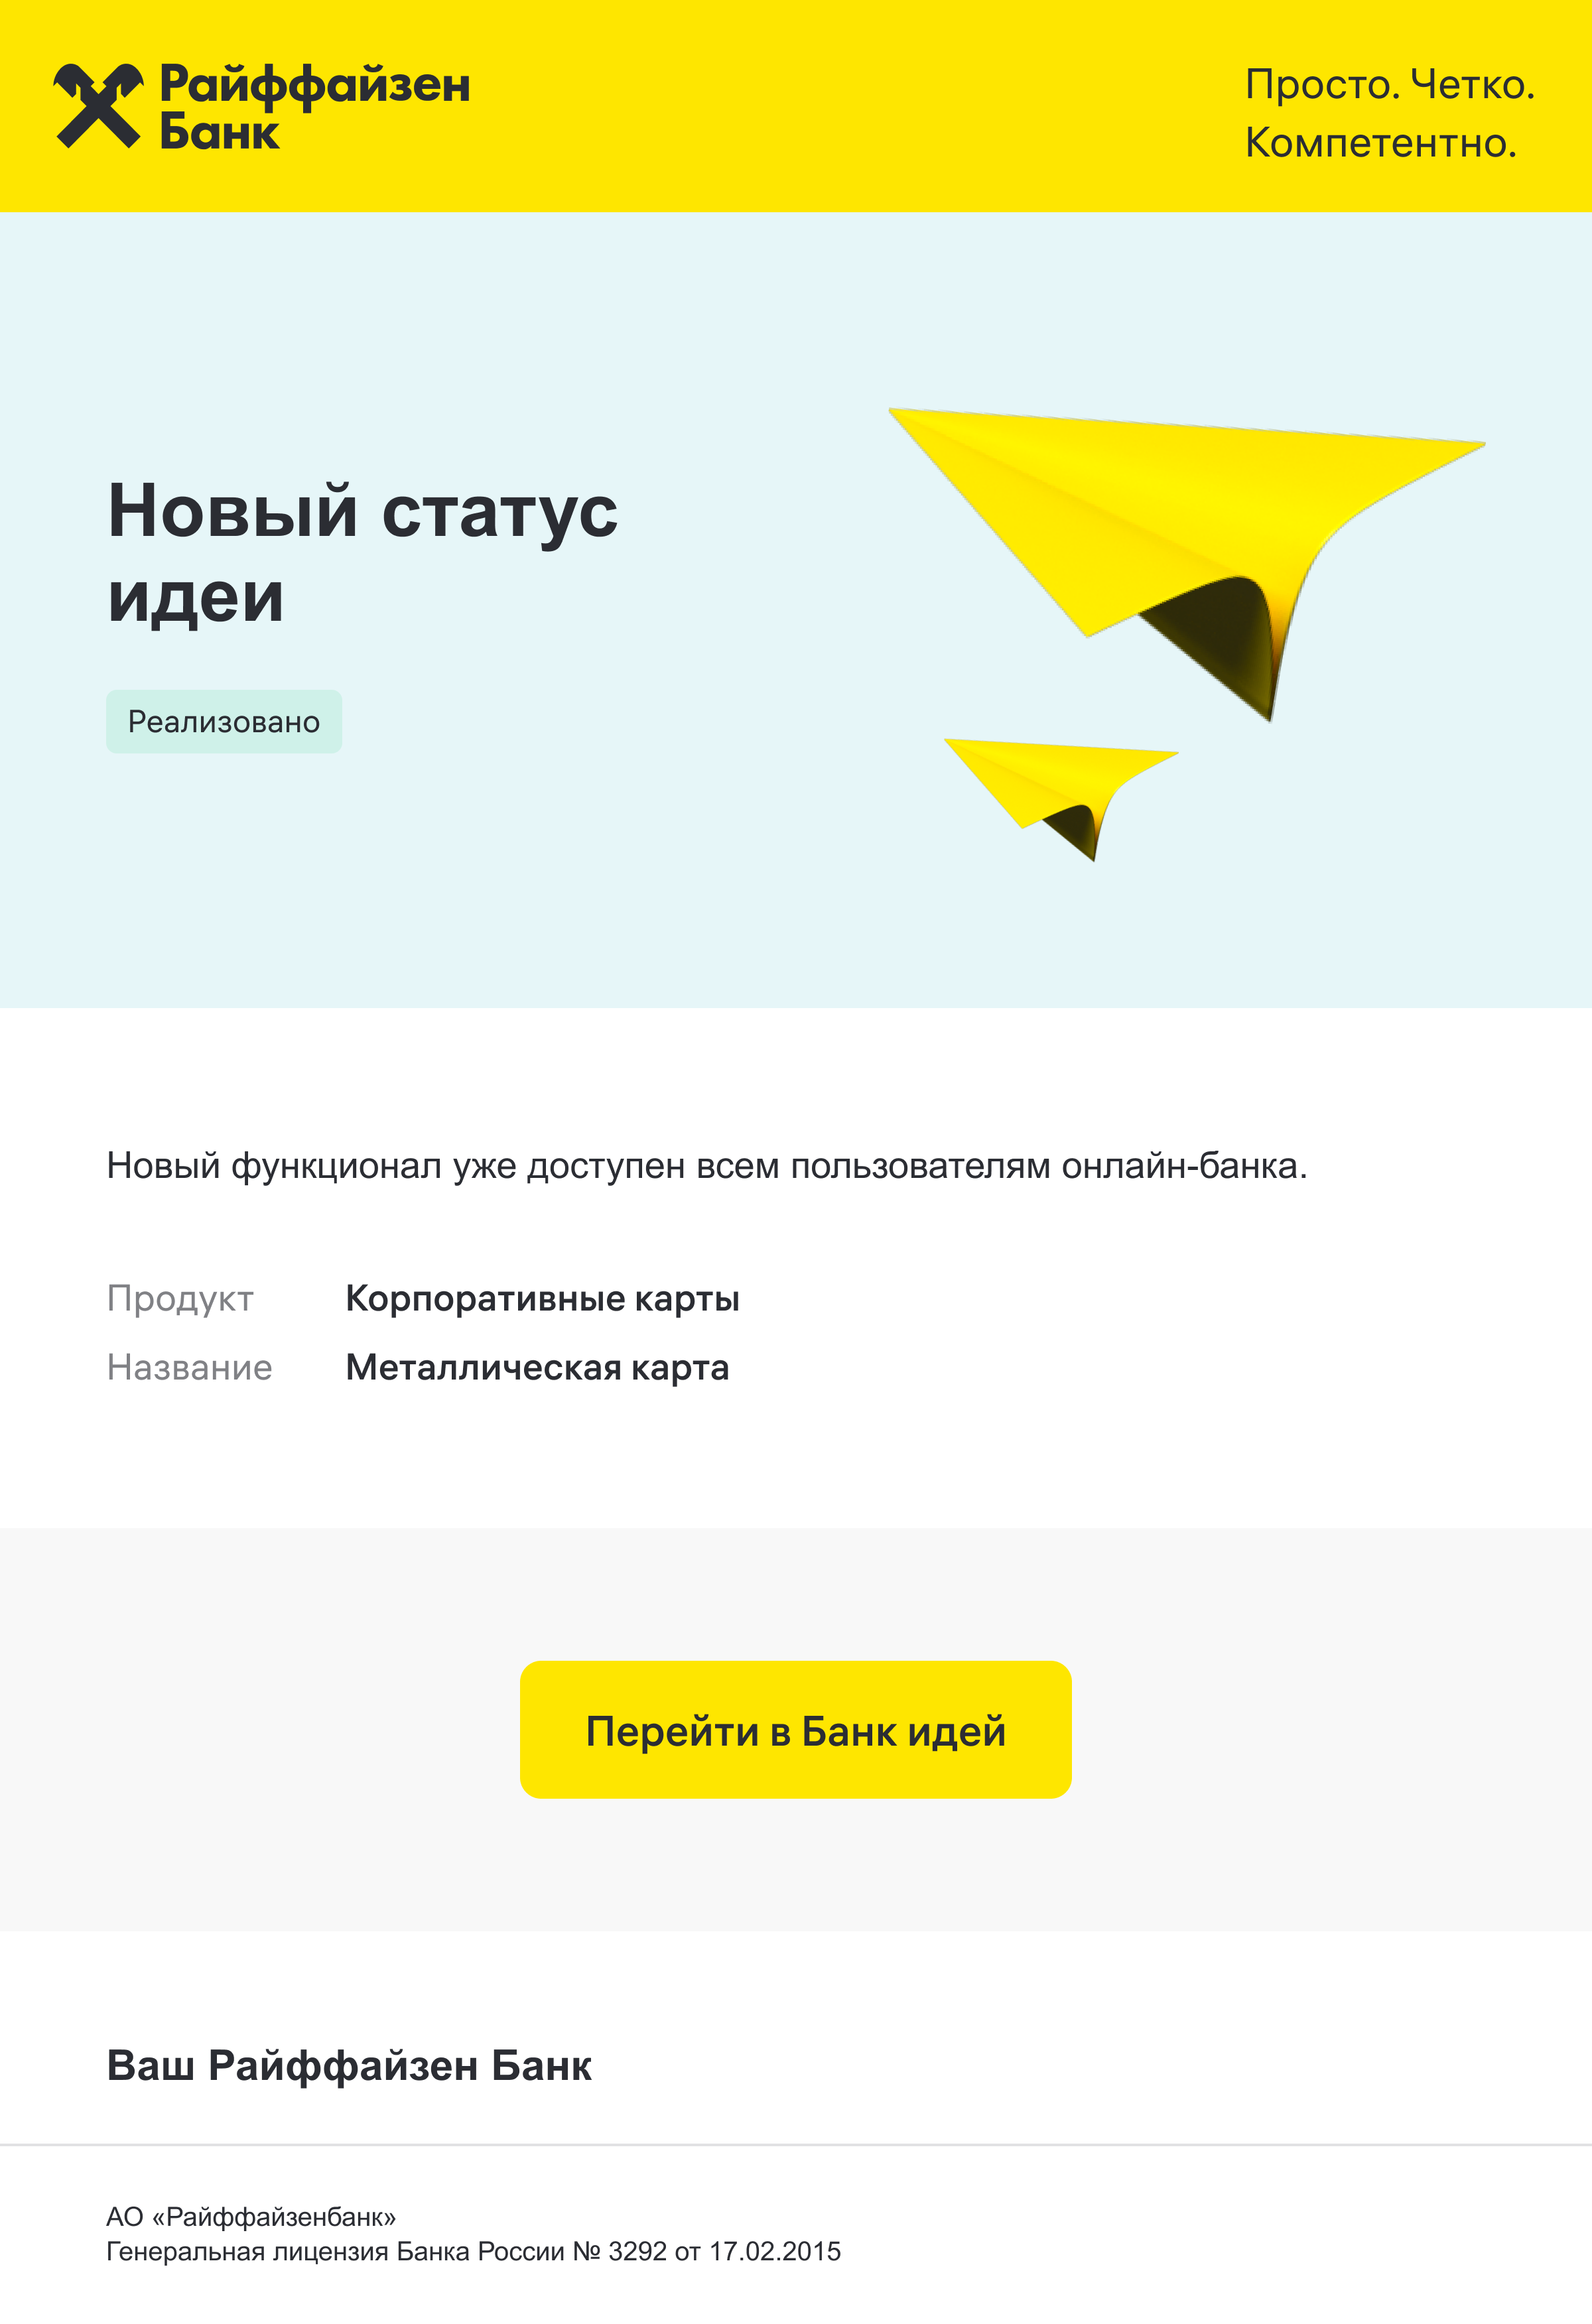 Райффайзен
Банк
Просто. Четко.
Компетентно.
Новый статус
идеи
Реализовано
Новый функционал уже доступен всем пользователям онлайн-банка.
Продукт Корпоративные карты
Название Металлическая карта
Перейти в Банк идей
Ваш Райффайзен Банк
АО «Райффайзенбанк»
Генеральная лицензия Банка России № 3292 от 17.02.2015